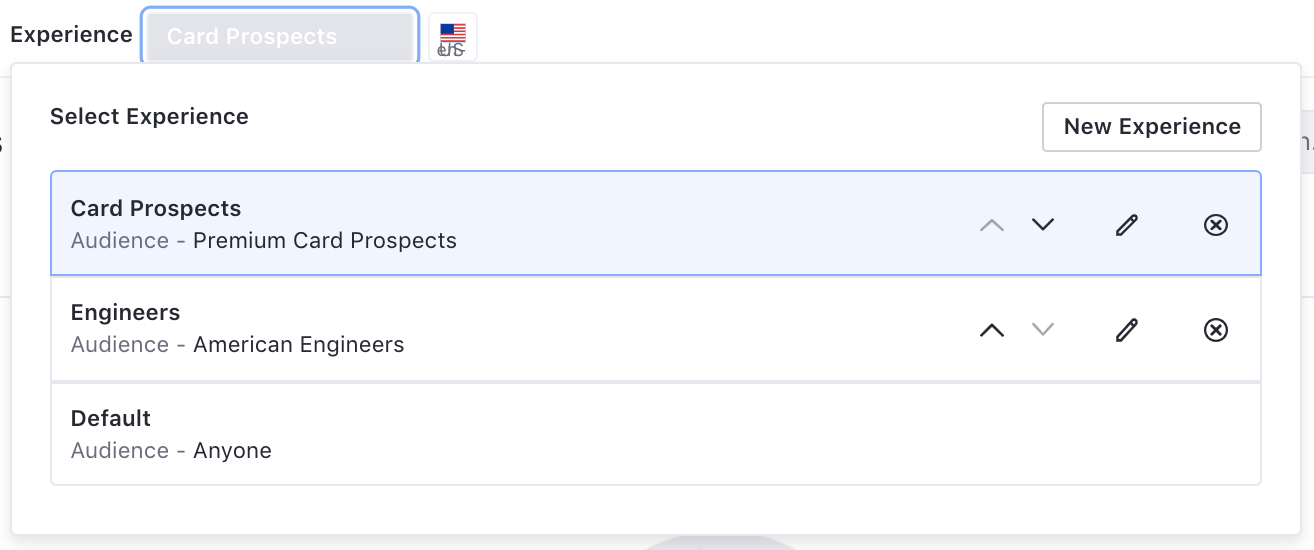 Experience Card Prospects en-US
Select Experience
New Experience
Card Prospects
Audience - Premium Card Prospects
Engineers
Audience - American Engineers
Default
Audience - Anyone